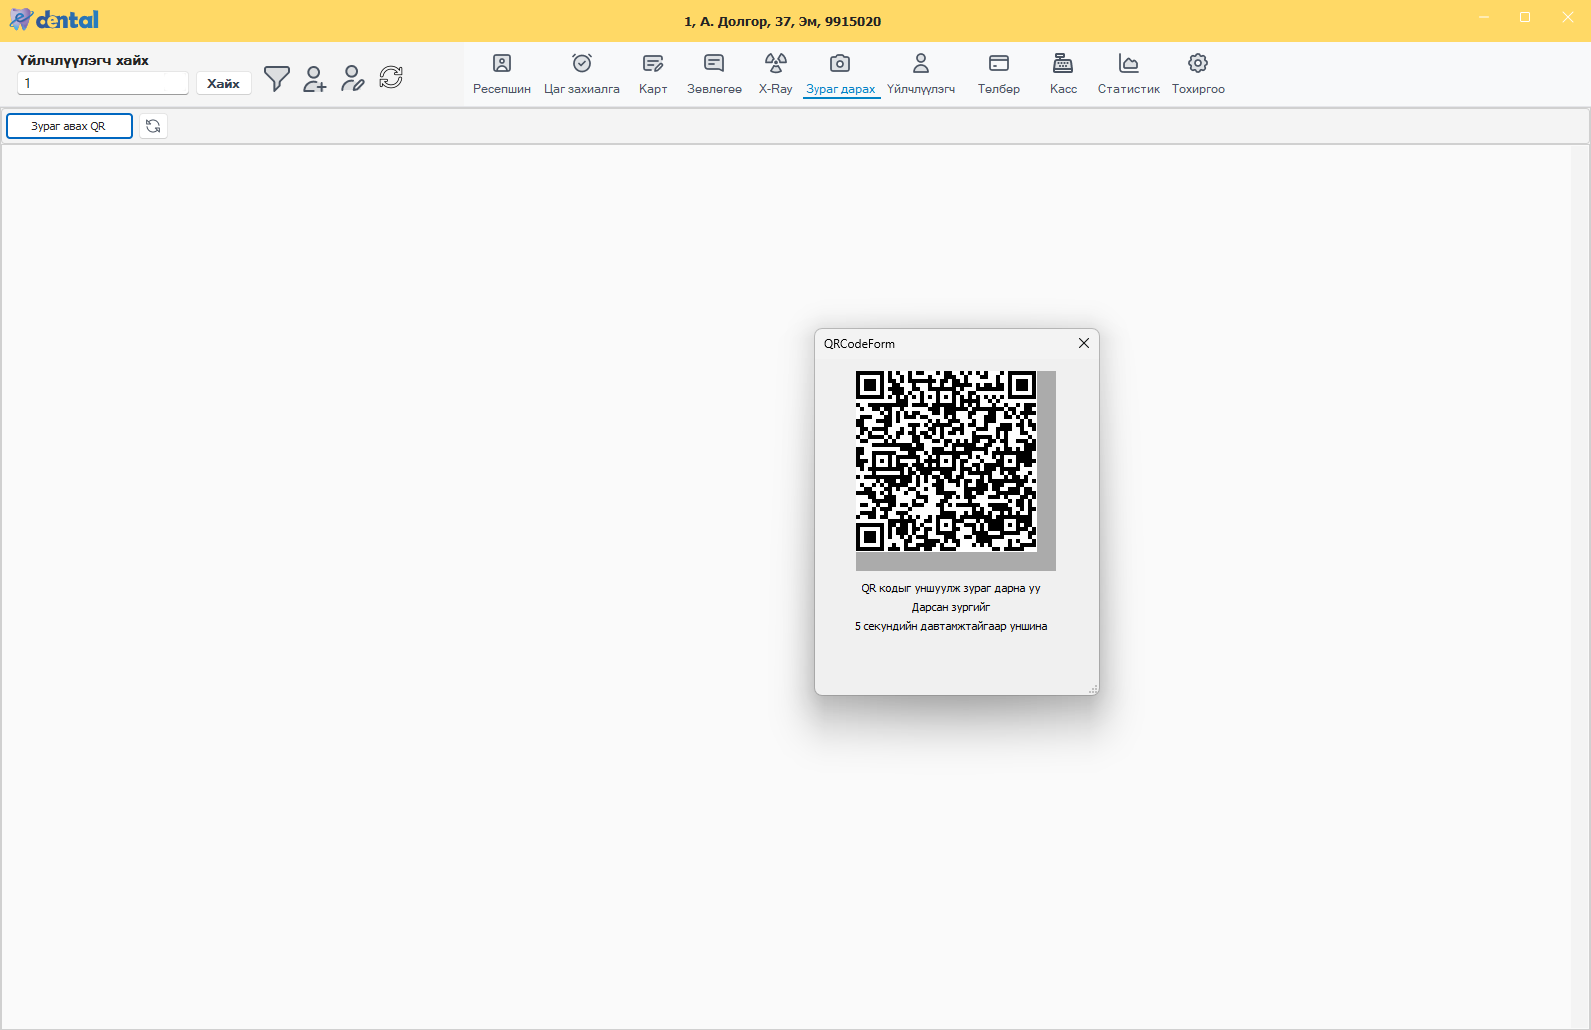 dental
1, А. Долгор, 37, Эм, 9915020
Үйлчлүүлэгч хайх
1
Хайх
Ресепшин
Цаг захиалга
Карт
Зөвлөгөө
X-Ray
Зураг дарах
Үйлчлүүлэгч
Төлбөр
Касс
Статистик
Тохиргоо
Зураг авах QR
QRCodeForm
QR кодыг уншуулж зураг дарна уу
Дарсан зургийг
5 секундийн давтамжтайгаар уншина